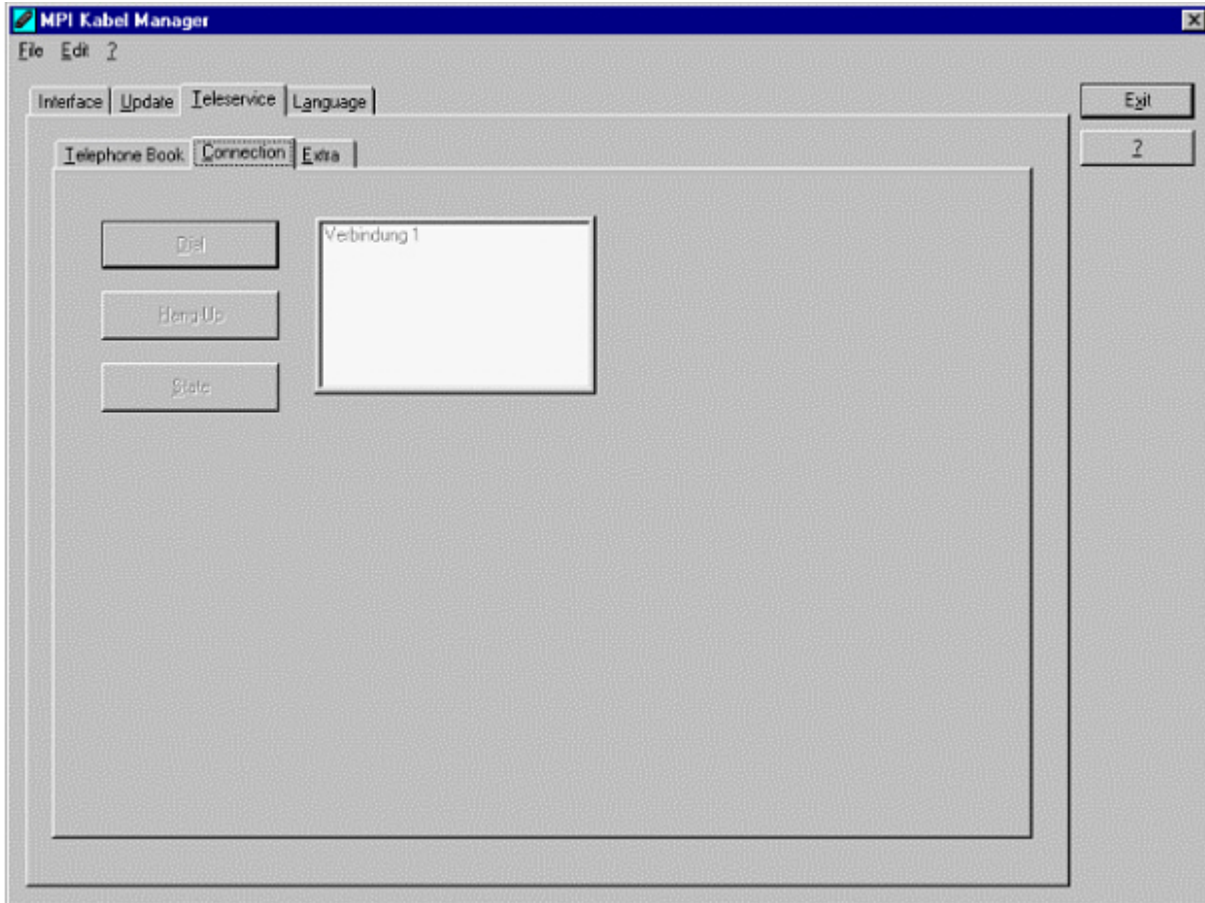 MPI Kabel Manager
File Edit ?
Interface Update Teleservice Language
Exit
?
Telephone Book Connection Extra
Dial
Hang-Up
State
Verbindung 1